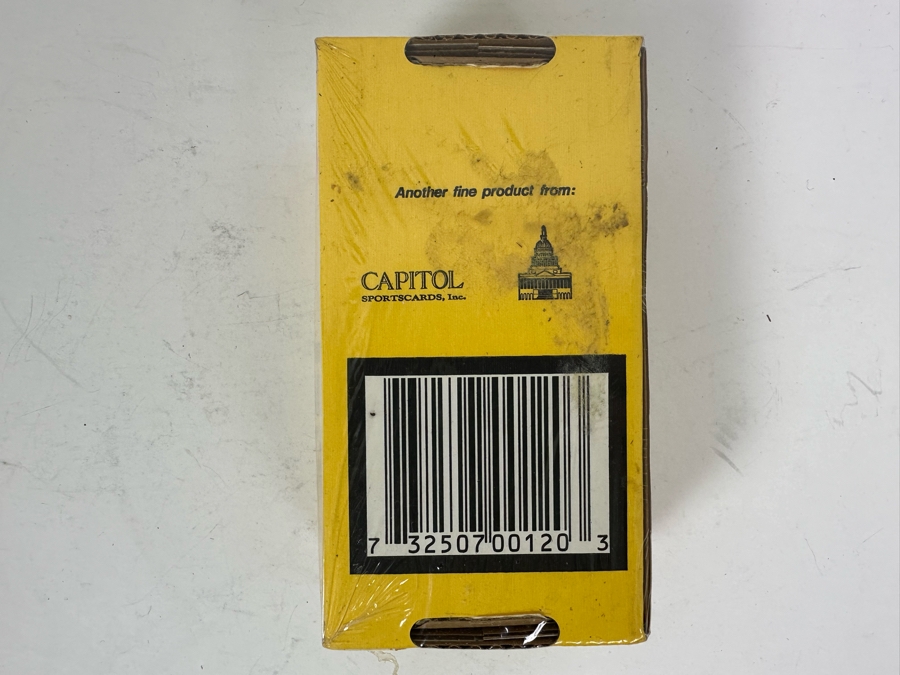 Another fine product from:
CAPITOL
SPORTSCARDS, Inc.
7 32507 00120 3